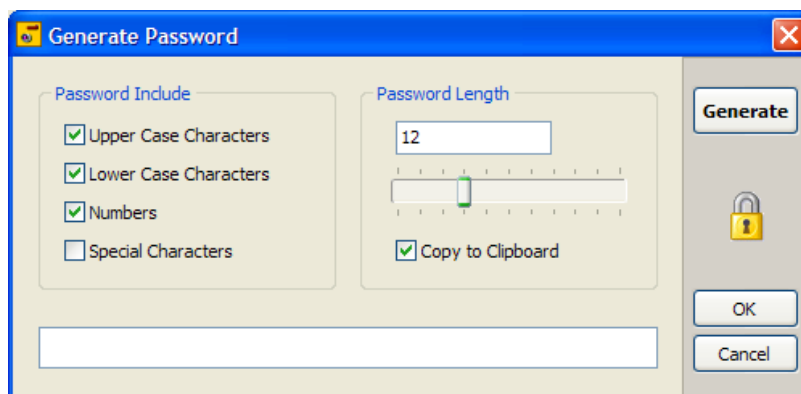 Generate Password
Password Include
Upper Case Characters
Lower Case Characters
Numbers
Special Characters
Password Length
12
Copy to Clipboard
Generate
OK
Cancel